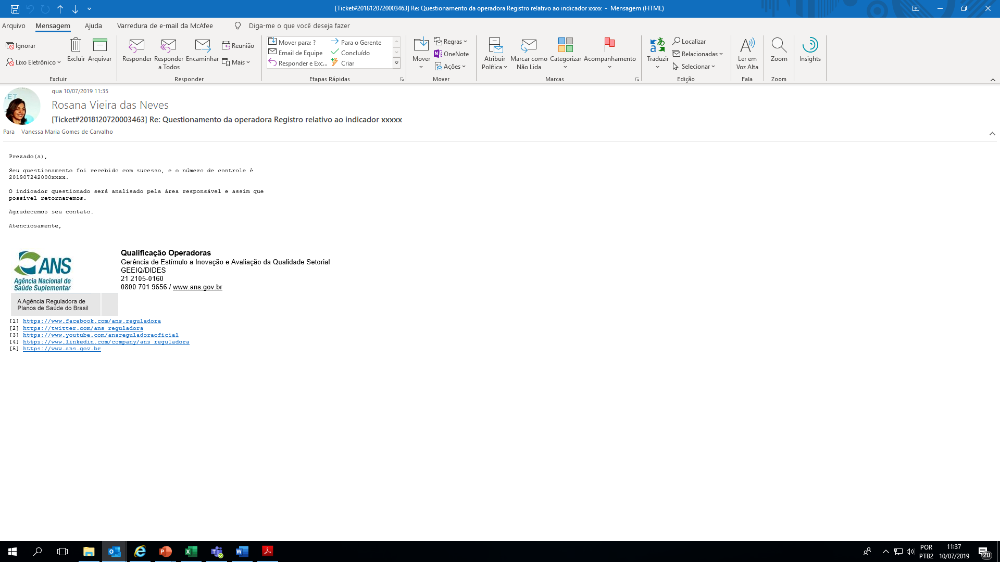 [Ticket#2018120720003463] Re: Questionamento da operadora Registro relativo ao indicador xxxxx - Mensagem (HTML)
Arquivo Mensagem Ajuda Varredura de e-mail da McAfee Diga-me o que você deseja fazer
Ignorar
Lixo Eletrônico
Excluir
Arquivar
Excluir
Responder
Responder
a Todos
Encaminhar
Reunião
Mais
Responder
Mover para: ?
Para o Gerente
Email de Equipe
Concluído
Responder e Exc...
Criar
Etapas Rápidas
Mover
Regras
OneNote
Ações
Mover
Atribuir
Política
Marcar como
Não Lida
Categorizar
Acompanhamento
Marcas
Traduzir
Localizar
Relacionadas
Selecionar
Edição
Ler em
Voz Alta
Fala
Zoom
Zoom
Insights
qua 10/07/2019 11:35
Rosana Vieira das Neves
[Ticket#2018120720003463] Re: Questionamento da operadora Registro relativo ao indicador xxxxx
Para Vanessa Maria Gomes de Carvalho
Prezado(a),
Seu questionamento foi recebido com sucesso, e o número de controle é
201907242000xxxx.
O indicador questionado será analisado pela área responsável e assim que
possível retornaremos.
Agradecemos seu contato.
Atenciosamente,
ANS
Agência Nacional de
Saúde Suplementar
A Agência Reguladora de
Planos de Saúde do Brasil
Qualificação Operadoras
Gerência de Estímulo a Inovação e Avaliação da Qualidade Setorial
GEEIQ/DIDES
21 2105-0160
0800 701 9656 / www.ans.gov.br
[1] https://www.facebook.com/ans.reguladora
[2] https://twitter.com/ans_reguladora
[3] https://www.youtube.com/ansreguladoraoficial
[4] https://www.linkedin.com/company/ans_reguladora
[5] https://www.ans.gov.br
POR
PTB2
11:37
10/07/2019
20